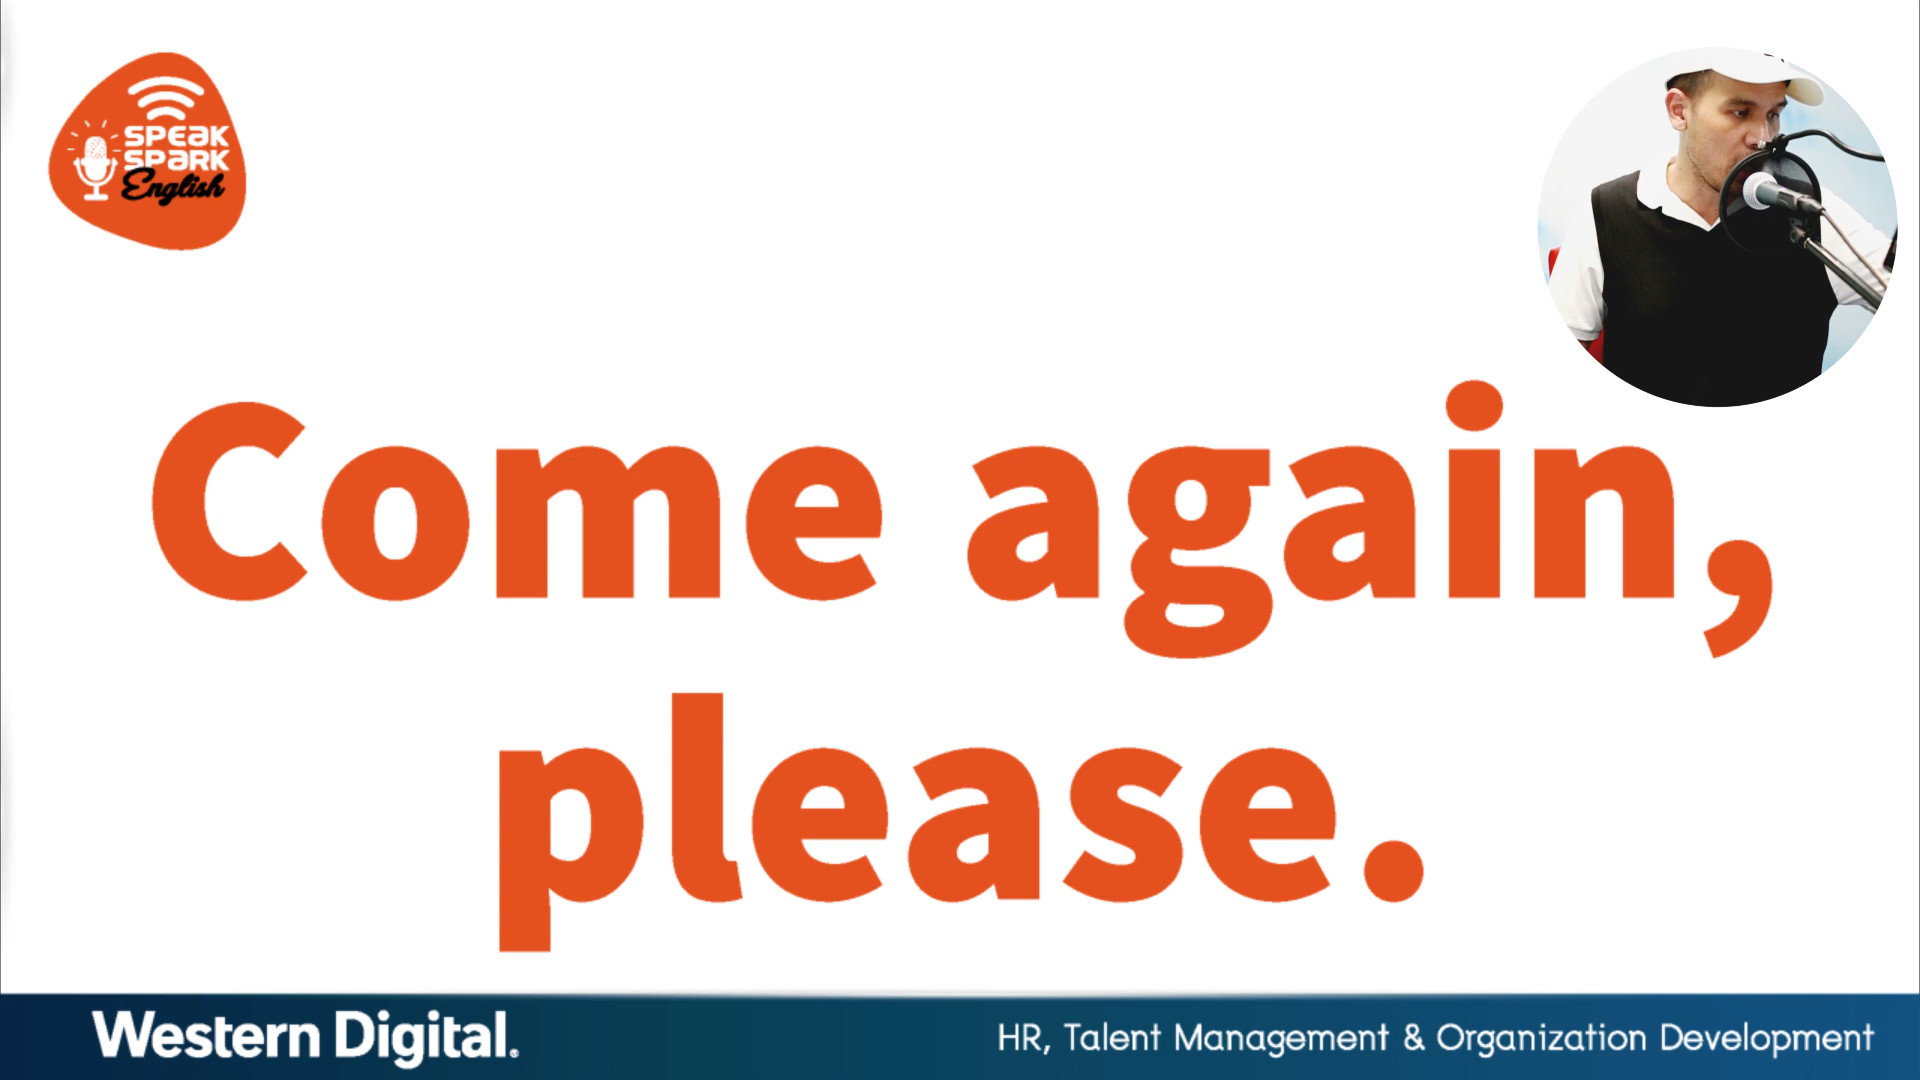 SPEAK
SPARK
English
Come again,
please.
Western Digital.
HR, Talent Management & Organization Development